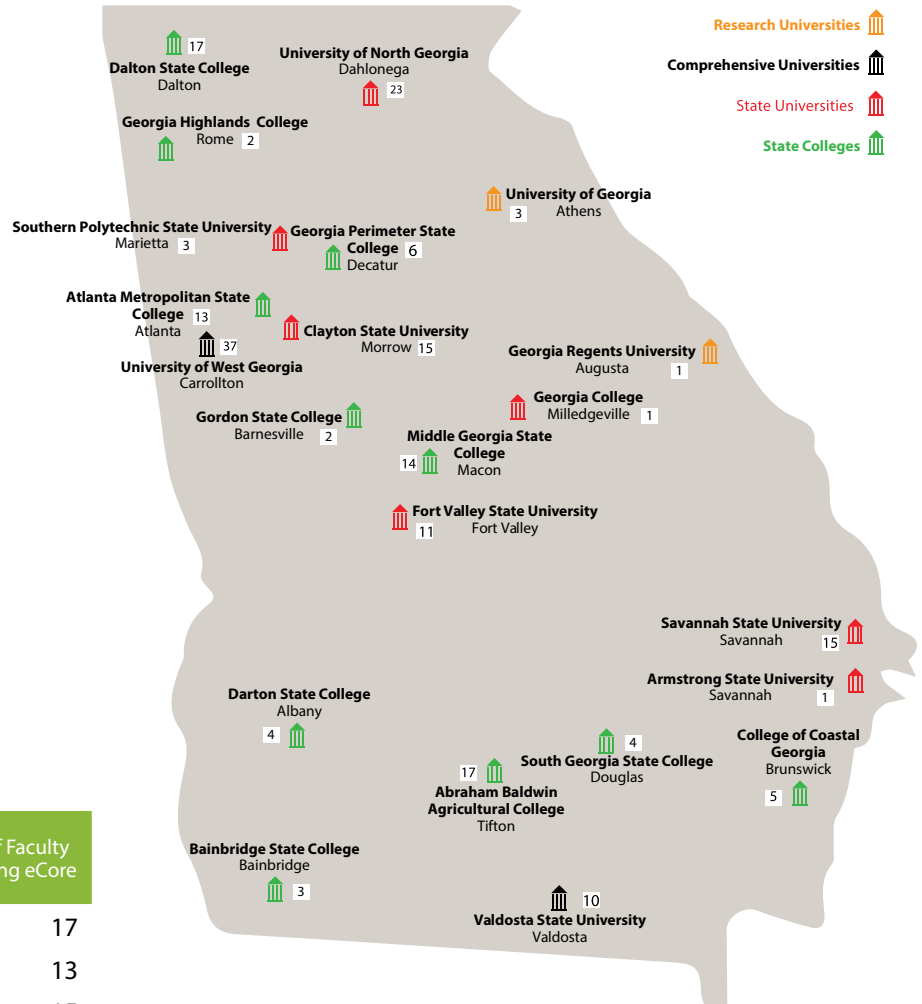 Research Universities
Comprehensive Universities
State Universities
State Colleges
17
Dalton State College
Dalton
University of North Georgia
Dahlonega
23
Georgia Highlands College
Rome 2
University of Georgia
3 Athens
Southern Polytechnic State University
Marietta 3
Georgia Perimeter State
College 6
Decatur
Atlanta Metropolitan State
College 13
Atlanta
Clayton State University
Morrow 15
37
University of West Georgia
Carrollton
Georgia Regents University
Augusta 1
Georgia College
Milledgeville 1
Gordon State College
Barnesville 2
Middle Georgia State
College
14 Macon
Fort Valley State University
11 Fort Valley
Savannah State University
Savannah 15
Armstrong State University
Savannah 1
Darton State College
Albany
4
4
South Georgia State College
Douglas
College of Coastal
Georgia
Brunswick
5
17
Abraham Baldwin
Agricultural College
Tifton
Bainbridge State College
Bainbridge
3
10
Valdosta State University
Valdosta
Faculty
eCore
17
13